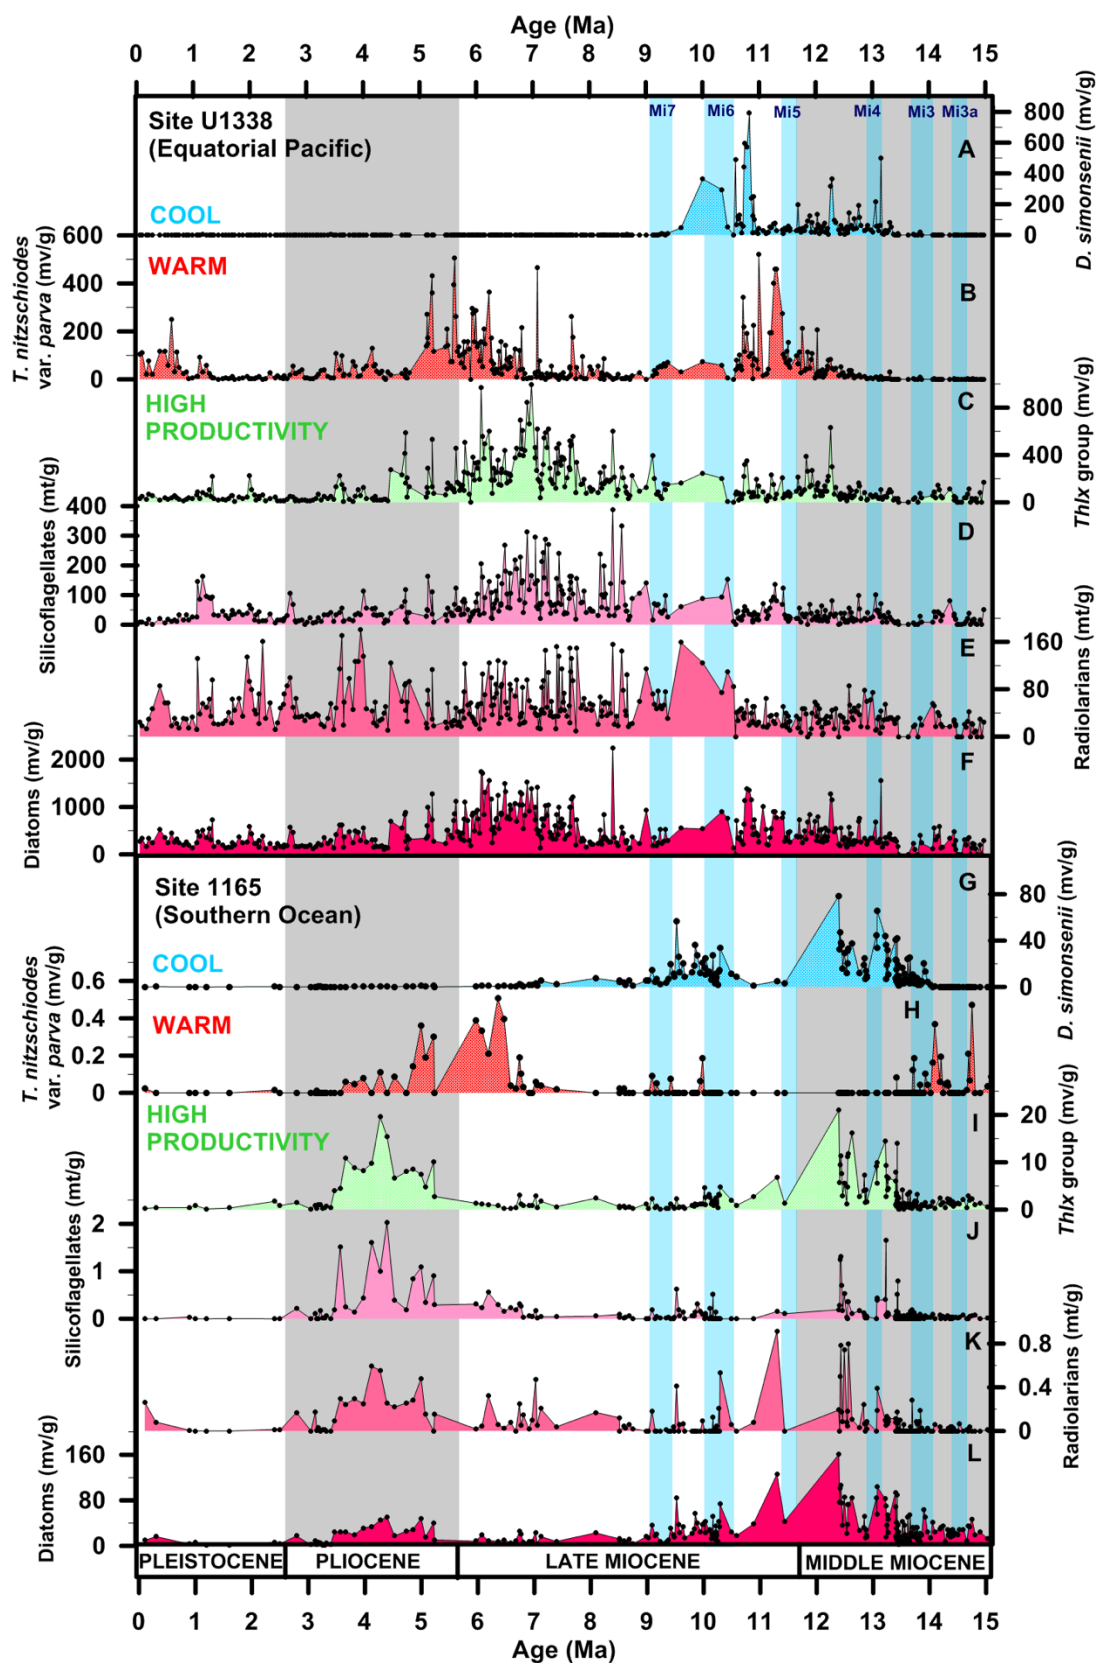 Age (Ma)
0 1 2 3 4 5 6 7 8 9 10 11 12 13 14 15
Mi7 Mi6 Mi5 Mi4 Mi3 Mi3a
Site U1338
(Equatorial Pacific)
A
COOL
800
600
400
200
0
D. simonsenii (mv/g)
WARM
B
600
400
200
0
T. nitzschiodes
var. parva (mv/g)
HIGH
PRODUCTIVITY
C
800
400
0
Thlx group (mv/g)
D
400
300
200
100
0
Silicoflagellates (mt/g)
E
160
80
0
Radiolarians (mt/g)
F
2000
1000
0
Diatoms (mv/g)
Site 1165
(Southern Ocean)
G
COOL
80
40
0
D. simonsenii (mv/g)
WARM
H
0.6
0.4
0.2
0
T. nitzschiodes
var. parva (mv/g)
HIGH
PRODUCTIVITY
I
20
10
0
Thlx group (mv/g)
J
2
1
0
Silicoflagellates (mt/g)
K
0.8
0.4
0
Radiolarians (mt/g)
L
160
80
0
Diatoms (mv/g)
PLEISTOCENE PLIOCENE LATE MIOCENE MIDDLE MIOCENE
0 1 2 3 4 5 6 7 8 9 10 11 12 13 14 15
Age (Ma)